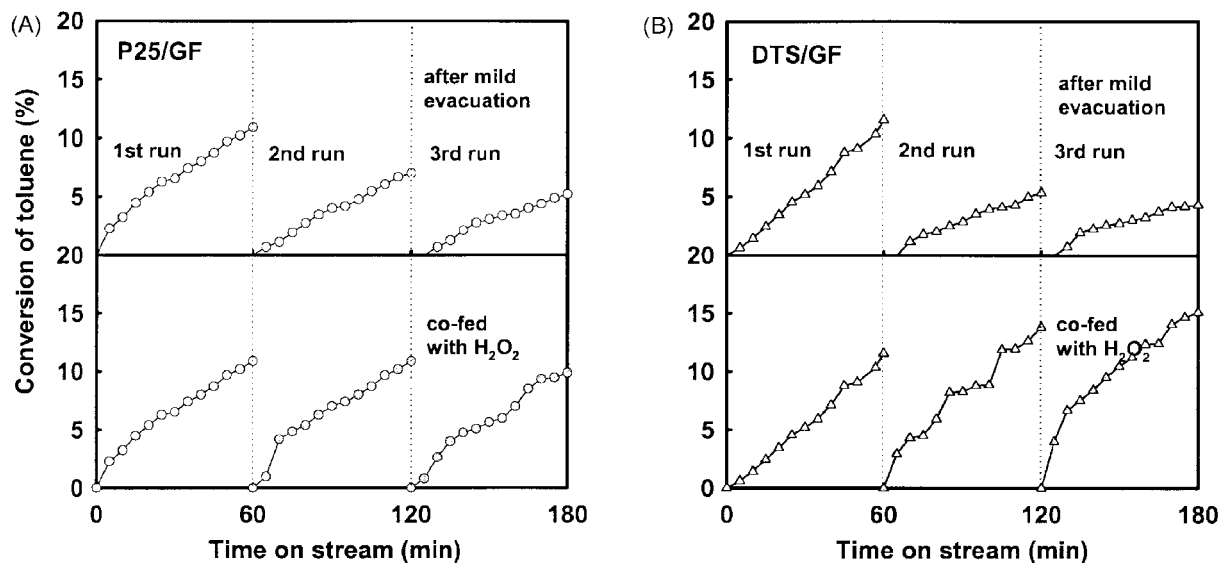 (A)
P25/GF
after mild
evacuation
1st run
2nd run
3rd run
co-fed
with H₂O₂
20
15
10
5
20
15
10
5
0
0 60 120 180
Conversion of toluene (%)
Time on stream (min)
(B)
DTS/GF
after mild
evacuation
1st run
2nd run
3rd run
co-fed
with H₂O₂
20
15
10
5
20
15
10
5
0
0 60 120 180
Time on stream (min)